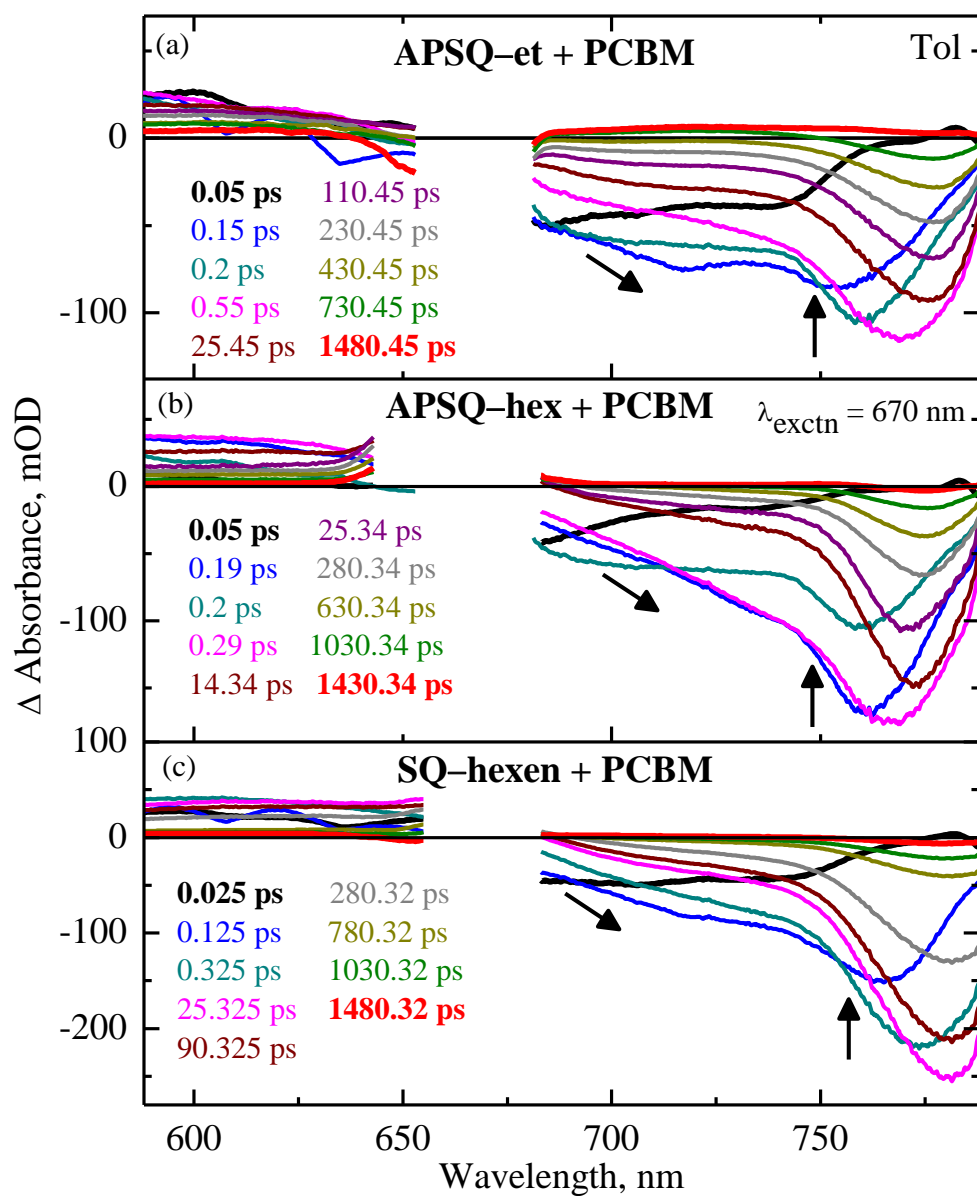 (a)
APSQ–et + PCBM
Tol
0
-100
0.05 ps 110.45 ps
0.15 ps 230.45 ps
0.2 ps 430.45 ps
0.55 ps 730.45 ps
25.45 ps 1480.45 ps
(b)
APSQ–hex + PCBM
λexctn = 670 nm
0
-100
0.05 ps 25.34 ps
0.19 ps 280.34 ps
0.2 ps 630.34 ps
0.29 ps 1030.34 ps
14.34 ps 1430.34 ps
Δ Absorbance, mOD
100
(c)
SQ–hexen + PCBM
0
-100
-200
0.025 ps 280.32 ps
0.125 ps 780.32 ps
0.325 ps 1030.32 ps
25.325 ps 1480.32 ps
90.325 ps
600 650 700 750
Wavelength, nm